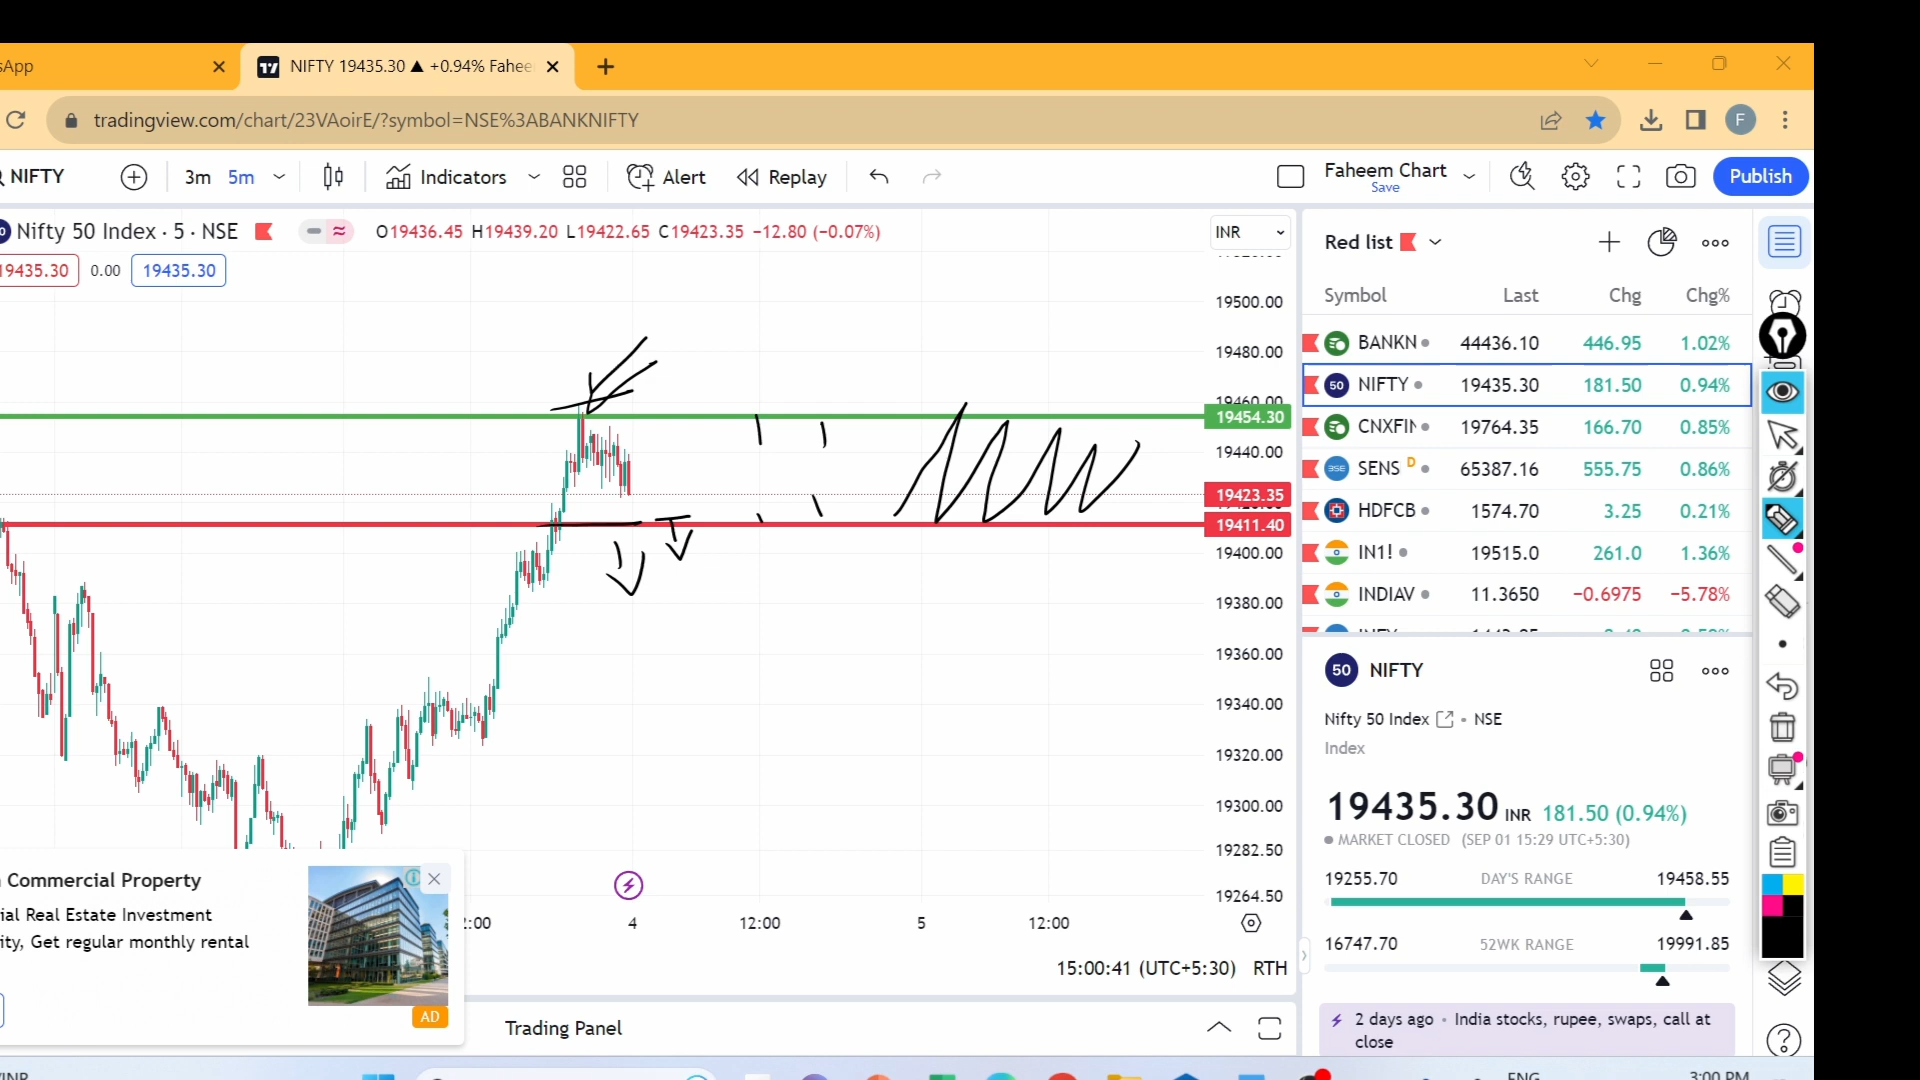 sApp
NIFTY 19435.30 ▲ +0.94% Fahee
tradingview.com/chart/23VAoirE/?symbol=NSE%3ABANKNIFTY
F
NIFTY
3m 5m
Indicators
Alert
Replay
Faheem Chart
Save
Publish
Nifty 50 Index · 5 · NSE
O19436.45 H19439.20 L19422.65 C19423.35 −12.80 (−0.07%)
INR
19435.30 0.00 19435.30
19500.00
19480.00
19460.00
19454.30
19440.00
19423.35
19411.40
19400.00
19380.00
19360.00
19340.00
19320.00
19300.00
19282.50
19264.50
4 12:00 5 12:00
15:00:41 (UTC+5:30) RTH
Commercial Property
ial Real Estate Investment
ity, Get regular monthly rental
AD
Trading Panel
Red list
Symbol Last Chg Chg%
BANKN 44436.10 446.95 1.02%
50 NIFTY 19435.30 181.50 0.94%
CNXFIN 19764.35 166.70 0.85%
BSE SENS D 65387.16 555.75 0.86%
HDFCB 1574.70 3.25 0.21%
IN1! 19515.0 261.0 1.36%
INDIAV 11.3650 −0.6975 −5.78%
50 NIFTY
Nifty 50 Index • NSE
Index
19435.30 INR 181.50 (0.94%)
MARKET CLOSED (SEP 01 15:29 UTC+5:30)
19255.70 DAY'S RANGE 19458.55
16747.70 52WK RANGE 19991.85
2 days ago • India stocks, rupee, swaps, call at
close
ENG
3:00 PM